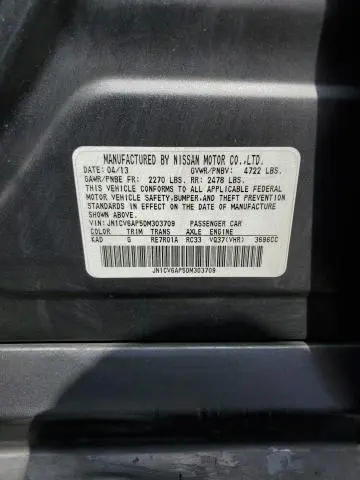 MANUFACTURED BY NISSAN MOTOR CO.,LTD.
DATE: 04/13 GVWR/PNBV: 4722 LBS.
GAWR/PNBE FR: 2270 LBS. RR: 2478 LBS.
THIS VEHICLE CONFORMS TO ALL APPLICABLE FEDERAL
MOTOR VEHICLE SAFETY,BUMPER,AND THEFT PREVENTION
STANDARDS IN EFFECT ON THE DATE OF MANUFACTURE
SHOWN ABOVE.
VIN: JN1CV6AP5DM303709 PASSENGER CAR
COLOR TRIM TRANS AXLE ENGINE
KAD G RE7R01A RC33 VQ37(VHR) 3696CC
JN1CV6AP5DM303709